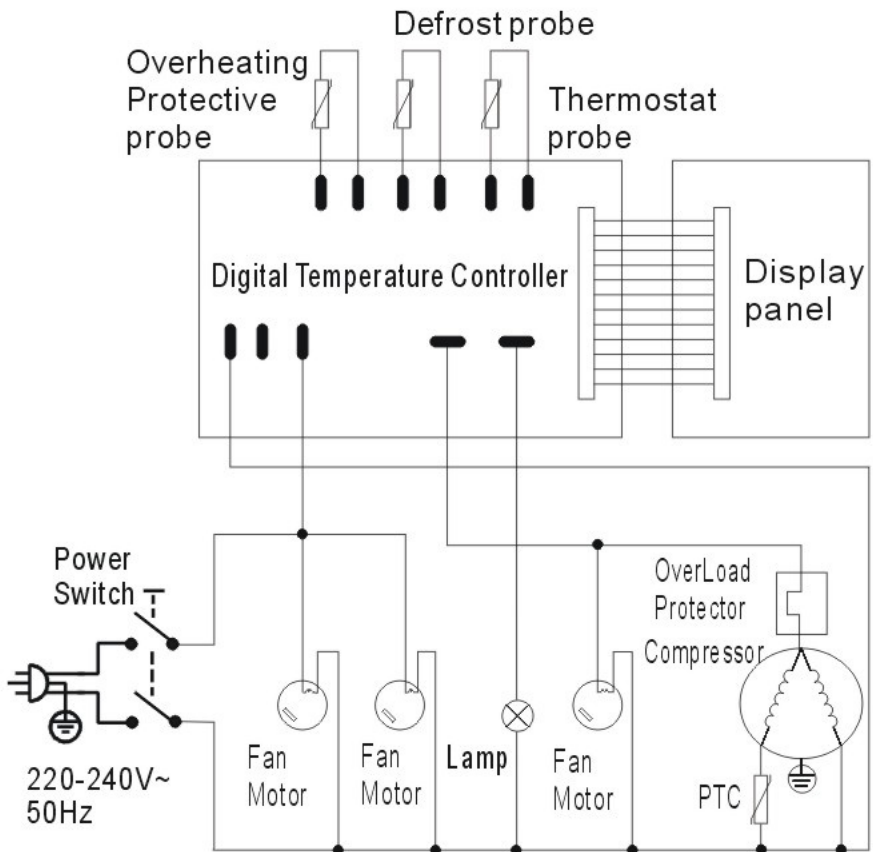 Defrost probe
Overheating
Protective
probe
Thermostat
probe
Digital Temperature Controller
Display
panel
Power
Switch
OverLoad
Protector
Compressor
220-240V~
50Hz
Fan
Motor
Fan
Motor
Lamp
Fan
Motor
PTC